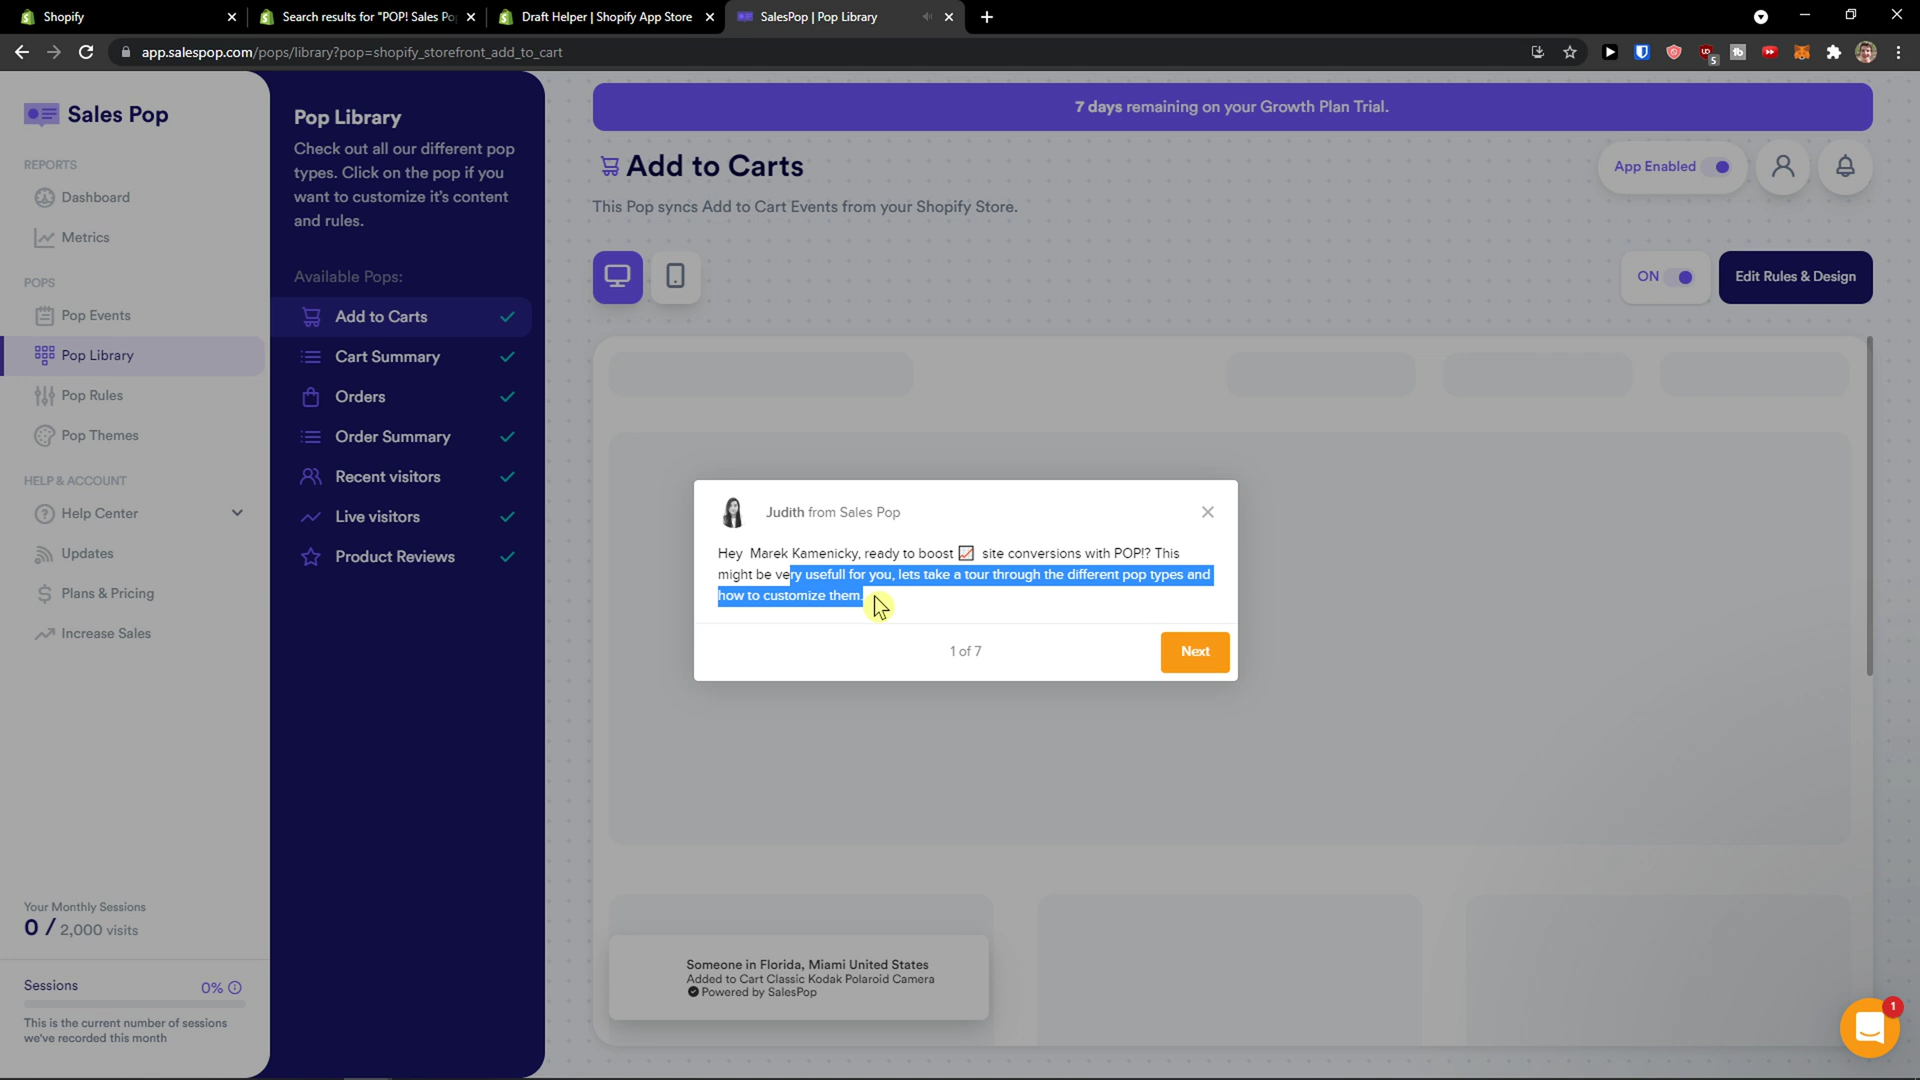 Shopify
Search results for "POP! Sales Po
Draft Helper | Shopify App Store
SalesPop | Pop Library
app.salespop.com/pops/library?pop=shopify_storefront_add_to_cart
5
Sales Pop
REPORTS
Dashboard
Metrics
POPS
Pop Events
Pop Library
Pop Rules
Pop Themes
HELP & ACCOUNT
Help Center
Updates
Plans & Pricing
Increase Sales
Your Monthly Sessions
0 / 2,000 visits
Sessions 0%
This is the current number of sessions
we've recorded this month
Pop Library
Check out all our different pop
types. Click on the pop if you
want to customize it's content
and rules.
Available Pops:
Add to Carts
Cart Summary
Orders
Order Summary
Recent visitors
Live visitors
Product Reviews
7 days remaining on your Growth Plan Trial.
Add to Carts
This Pop syncs Add to Cart Events from your Shopify Store.
App Enabled
ON
Edit Rules & Design
Judith from Sales Pop
Hey Marek Kamenicky, ready to boost 📈 site conversions with POP!? This
might be very usefull for you, lets take a tour through the different pop types and
how to customize them.
1 of 7
Next
Someone in Florida, Miami United States
Added to Cart Classic Kodak Polaroid Camera
Powered by SalesPop
1